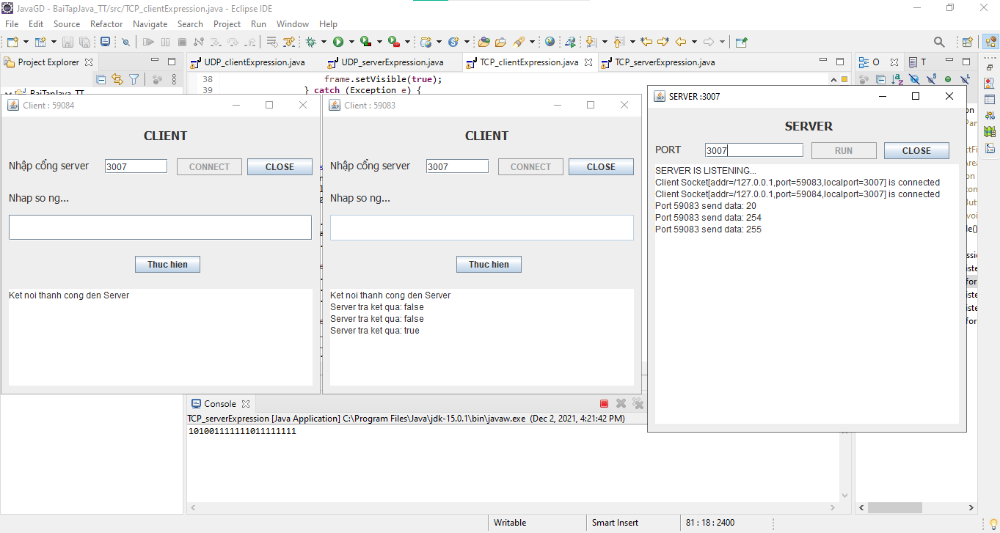 JavaGD - BaiTapJava_TT/src/TCP_clientExpression.java - Eclipse IDE
File Edit Source Refactor Navigate Search Project Run Window Help
Project Explorer
UDP_clientExpression.java UDP_serverExpression.java TCP_clientExpression.java TCP_serverExpression.java
O T
BaiTapJava_TT
38 frame.setVisible(true);
39 } catch (Exception e) {
Client : 59084
CLIENT
Nhập cổng server 3007 CONNECT CLOSE
Nhap so ng...
Thuc hien
Ket noi thanh cong den Server
Client : 59083
CLIENT
Nhập cổng server 3007 CONNECT CLOSE
Nhap so ng...
Thuc hien
Ket noi thanh cong den Server
Server tra ket qua: false
Server tra ket qua: false
Server tra ket qua: true
SERVER :3007
SERVER
PORT 3007 RUN CLOSE
SERVER IS LISTENING...
Client Socket[addr=/127.0.0.1,port=59083,localport=3007] is connected
Client Socket[addr=/127.0.0.1,port=59084,localport=3007] is connected
Port 59083 send data: 20
Port 59083 send data: 254
Port 59083 send data: 255
Console
TCP_serverExpression [Java Application] C:\Program Files\Java\jdk-15.0.1\bin\javaw.exe (Dec 2, 2021, 4:21:42 PM)
101001111111011111111
Writable Smart Insert 81 : 18 : 2400